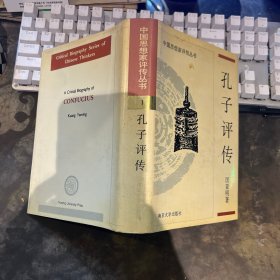 Critical Biography Series of
Chinese Thinkers
A Critical Biography of
CONFUCIUS
Kuang Yaming
Nanjing University Press
中国思想家评传丛书
孔子评传
中国思想家评传丛书
孔子评传
匡亚明著
南京大学出版社